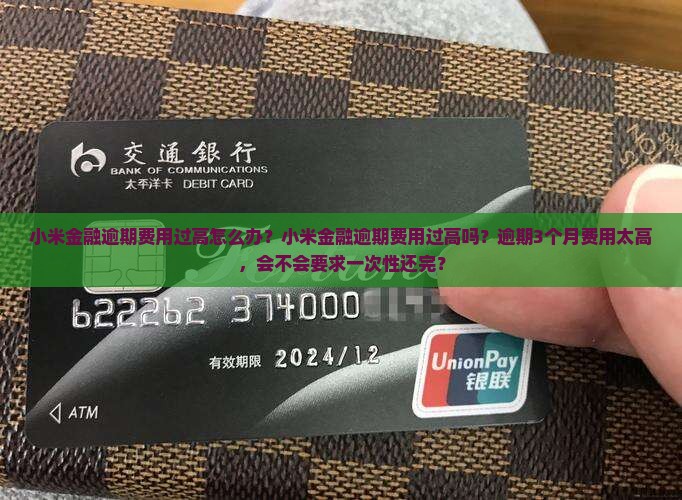 交通銀行
BANK OF COMMUNICATIONS
太平洋卡 DEBIT CARD
小米金融逾期费用过高怎么办？小米金融逾期费用过高吗？逾期3个月费用太高
，会不会要求一次性还完？
622262 374000
有效期限 2024/12
UnionPay
银联
ATM